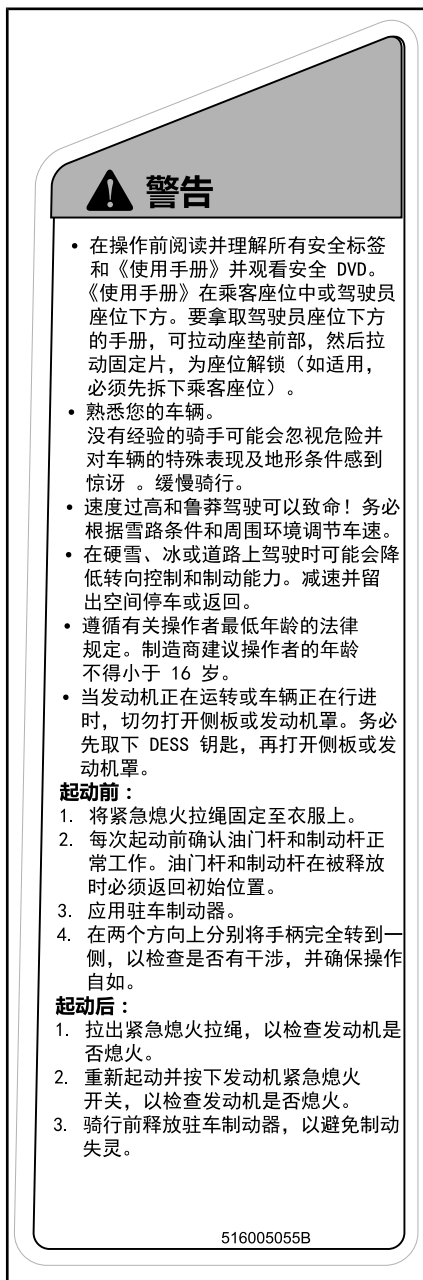 警告
• 在操作前阅读并理解所有安全标签
和《使用手册》并观看安全 DVD。
《使用手册》在乘客座位中或驾驶员
座位下方。要拿取驾驶员座位下方
的手册，可拉动座垫前部，然后拉
动固定片，为座位解锁（如适用，
必须先拆下乘客座位）。
• 熟悉您的车辆。
没有经验的骑手可能会忽视危险并
对车辆的特殊表现及地形条件感到
惊讶 。缓慢骑行。
• 速度过高和鲁莽驾驶可以致命！务必
根据雪路条件和周围环境调节车速。
• 在硬雪、冰或道路上驾驶时可能会降
低转向控制和制动能力。减速并留
出空间停车或返回。
• 遵循有关操作者最低年龄的法律
规定。制造商建议操作者的年龄
不得小于 16 岁。
• 当发动机正在运转或车辆正在行进
时，切勿打开侧板或发动机罩。务必
先取下 DESS 钥匙，再打开侧板或发
动机罩。
起动前：
1. 将紧急熄火拉绳固定至衣服上。
2. 每次起动前确认油门杆和制动杆正
常工作。油门杆和制动杆在被释放
时必须返回初始位置。
3. 应用驻车制动器。
4. 在两个方向上分别将手柄完全转到一
侧，以检查是否有干涉，并确保操作
自如。
起动后：
1. 拉出紧急熄火拉绳，以检查发动机是
否熄火。
2. 重新起动并按下发动机紧急熄火
开关，以检查发动机是否熄火。
3. 骑行前释放驻车制动器，以避免制动
失灵。
516005055B